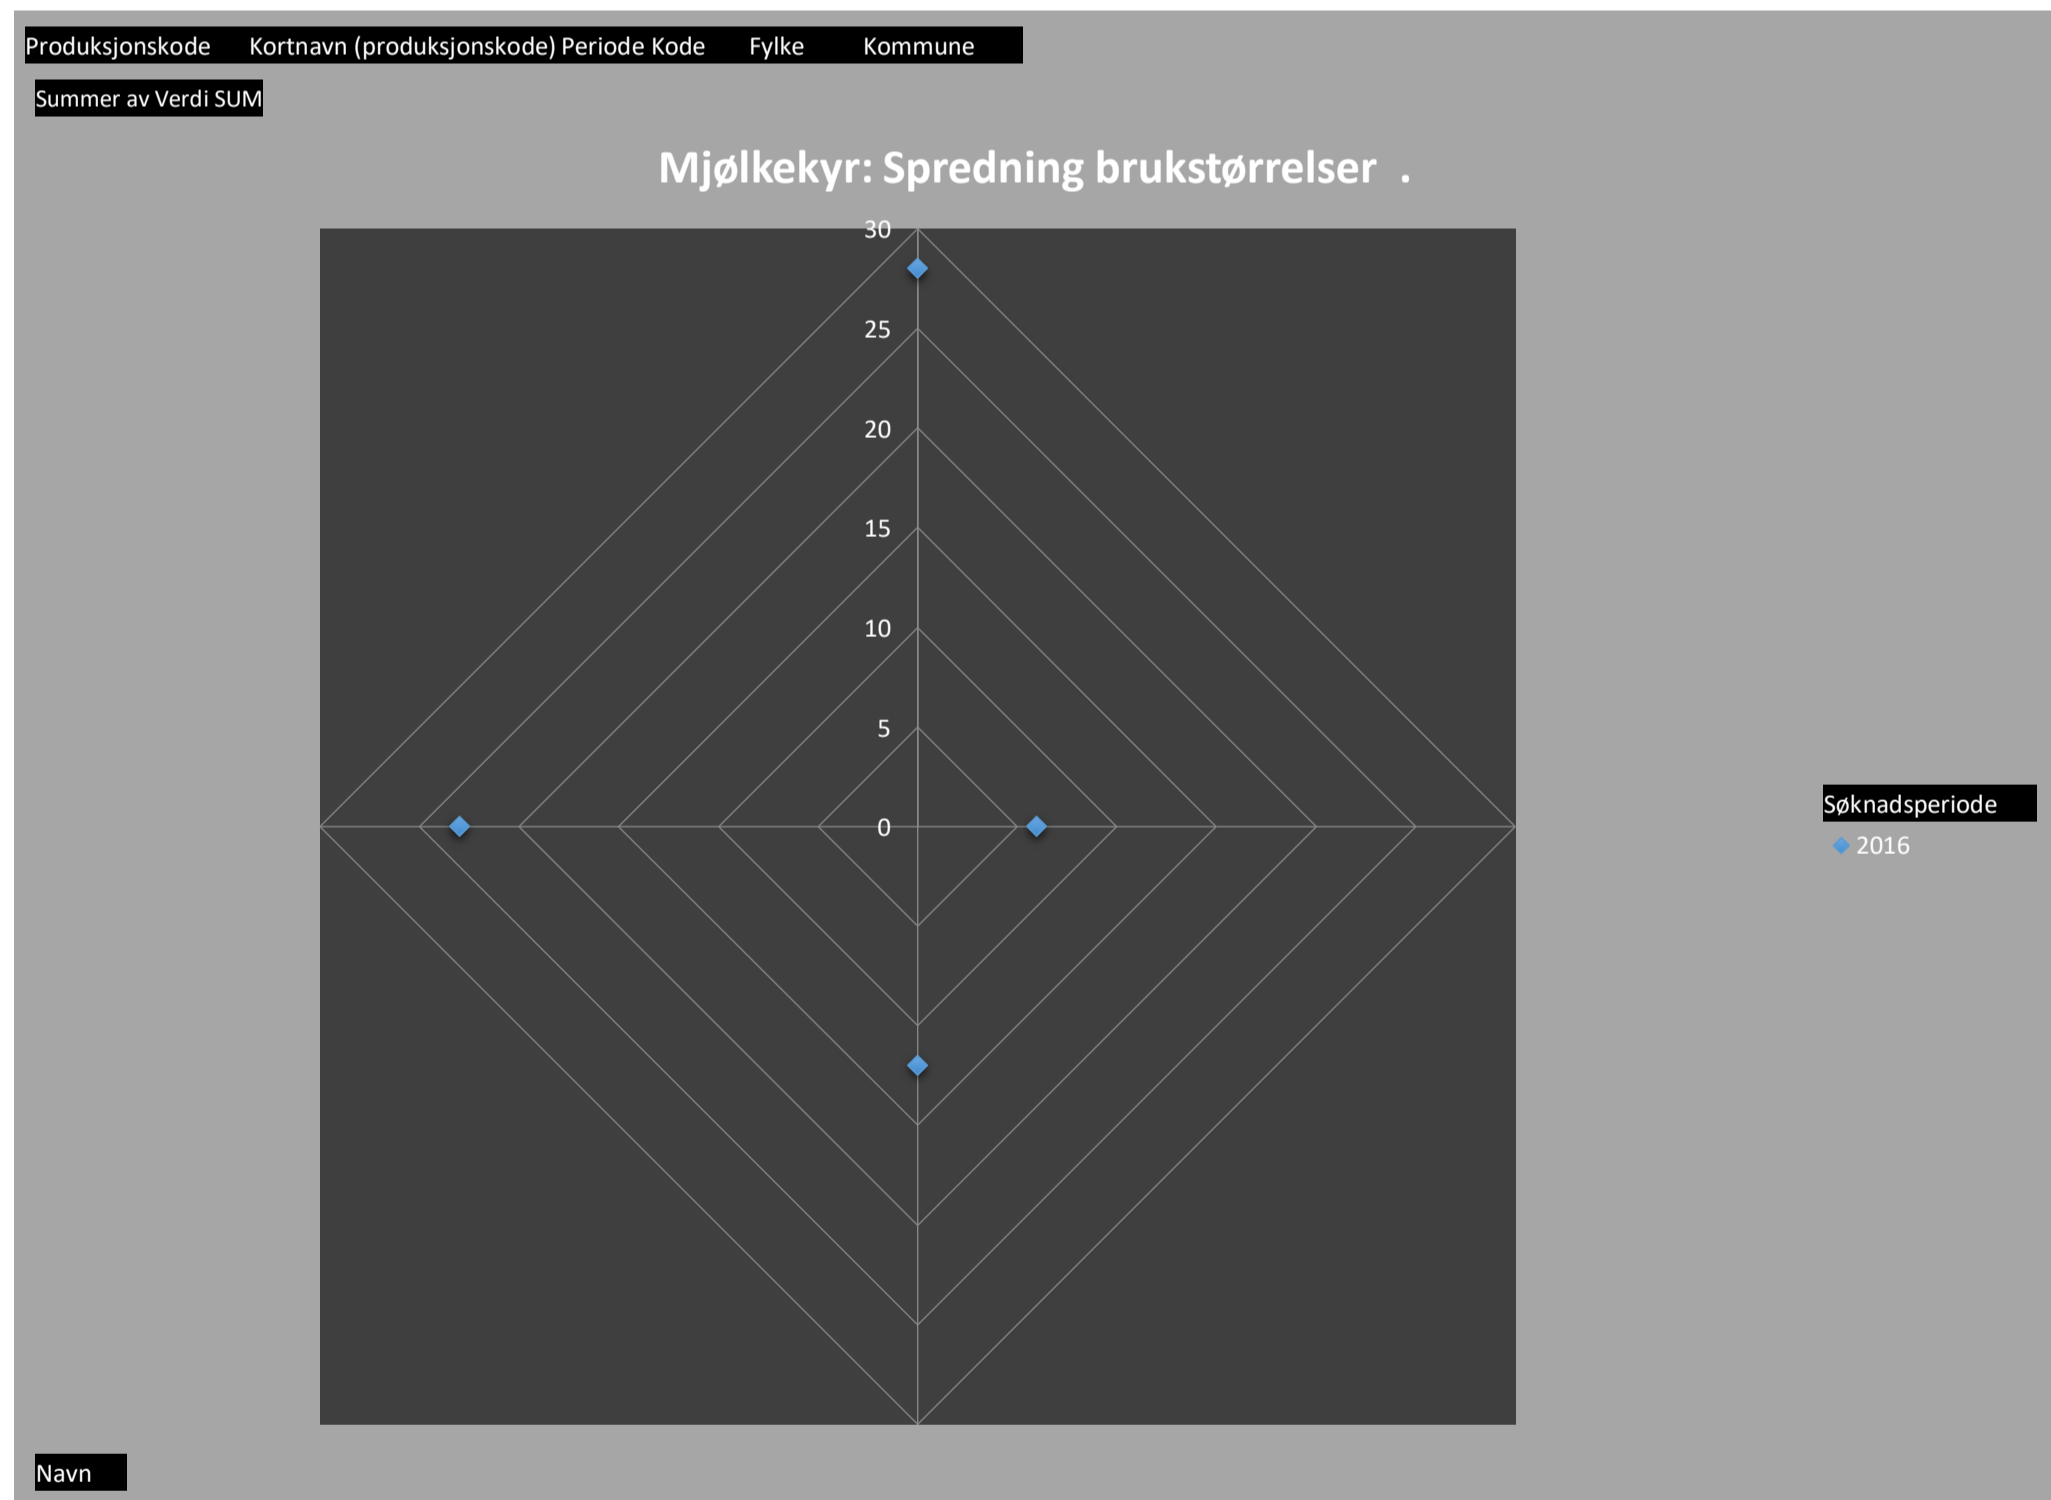 Produksjonskode Kortnavn (produksjonskode) Periode Kode Fylke Kommune
Summer av Verdi SUM
Mjølkekyr: Spredning brukstørrelser .
30
25
20
15
10
5
0
Søknadsperiode
2016
Navn